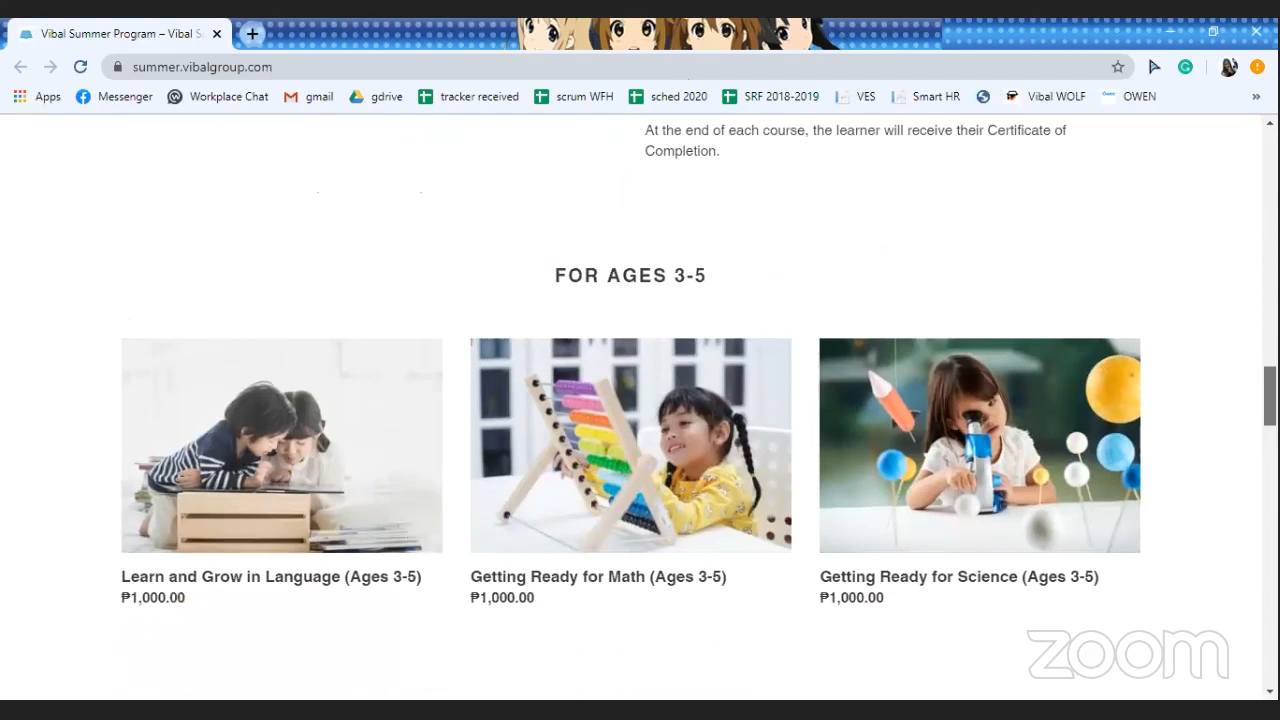 Vibal Summer Program – Vibal S
summer.vibalgroup.com
Apps Messenger Workplace Chat gmail gdrive tracker received scrum WFH sched 2020 SRF 2018-2019 VES Smart HR Vibal WOLF OWEN
At the end of each course, the learner will receive their Certificate of
Completion.
FOR AGES 3-5
Learn and Grow in Language (Ages 3-5)
₱1,000.00
Getting Ready for Math (Ages 3-5)
₱1,000.00
Getting Ready for Science (Ages 3-5)
₱1,000.00
zoom